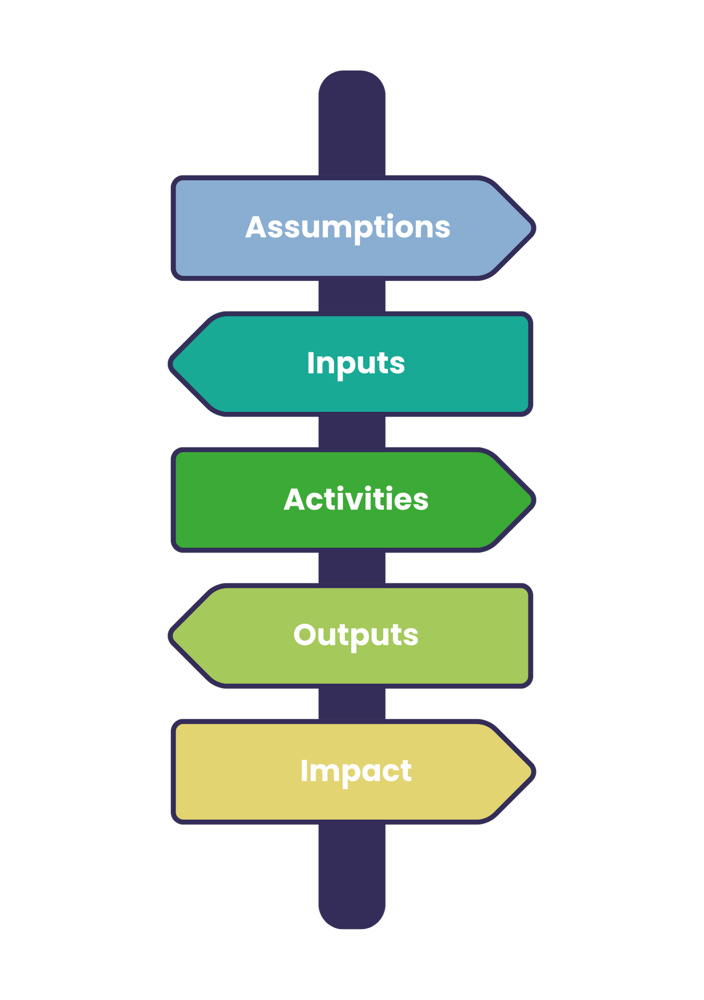 Assumptions
Inputs
Activities
Outputs
Impact